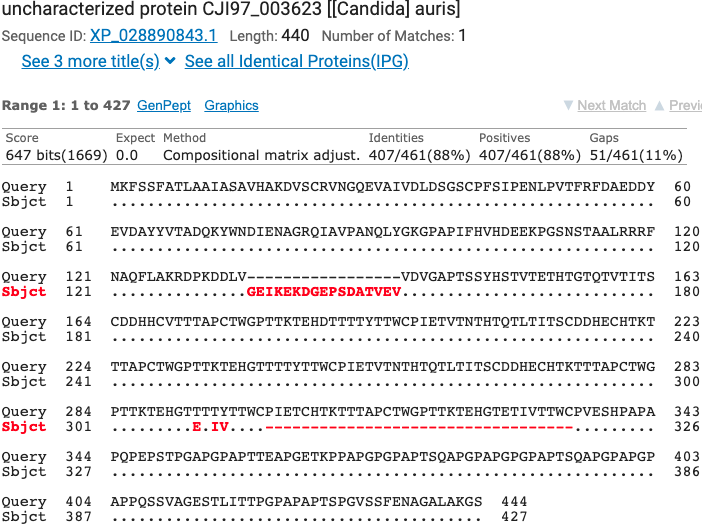 uncharacterized protein CJI97_003623 [[Candida] auris]
Sequence ID: XP_028890843.1 Length: 440 Number of Matches: 1
See 3 more title(s) See all Identical Proteins(IPG)
Range 1: 1 to 427 GenPept Graphics Next Match Previ
Score Expect Method Identities Positives Gaps
647 bits(1669) 0.0 Compositional matrix adjust. 407/461(88%) 407/461(88%) 51/461(11%)
Query 1 MKFSSFATLAAIASAVHAKDVSCRVNGQEVAIVDLDSGSCPFSIPENLPVTFRFDAEDDY 60
Sbjct 1 ............................................................ 60
Query 61 EVDAYYVTADQKYWNDIENAGRQIAVPANQLYGKGPAPIFHVHDEEKPGSNSTAALRRRF 120
Sbjct 61 ............................................................ 120
Query 121 NAQFLAKRDPKDDLV-----------------VDVGAPTSSYHSTVTETHTGTQTVTITS 163
Sbjct 121 ...............GEIKEKDGEPSDATVEV............................ 180
Query 164 CDDHHCVTTTAPCTWGPTTKTEHDTTTTYTTWCPIETVTNTHTQTLTITSCDDHECHTKT 223
Sbjct 181 ............................................................ 240
Query 224 TTAPCTWGPTTKTEHGTTTTYTTWCPIETVTNTHTQTLTITSCDDHECHTKTTTAPCTWG 283
Sbjct 241 ............................................................ 300
Query 284 PTTKTEHGTTTTYTTWCPIETCHTKTTTAPCTWGPTTKTEHGTETIVTTWCPVESHPAPA 343
Sbjct 301 .........E.IV....----------------------------------......... 326
Query 344 PQPEPSTPGAPGPAPTTEAPGETKPPAPGPGPAPTSQAPGPAPGPGPAPTSQAPGPAPGP 403
Sbjct 327 ............................................................ 386
Query 404 APPQSSVAGESTLITTPGPAPAPTSPGVSSFENAGALAKGS 444
Sbjct 387 ......................................... 427